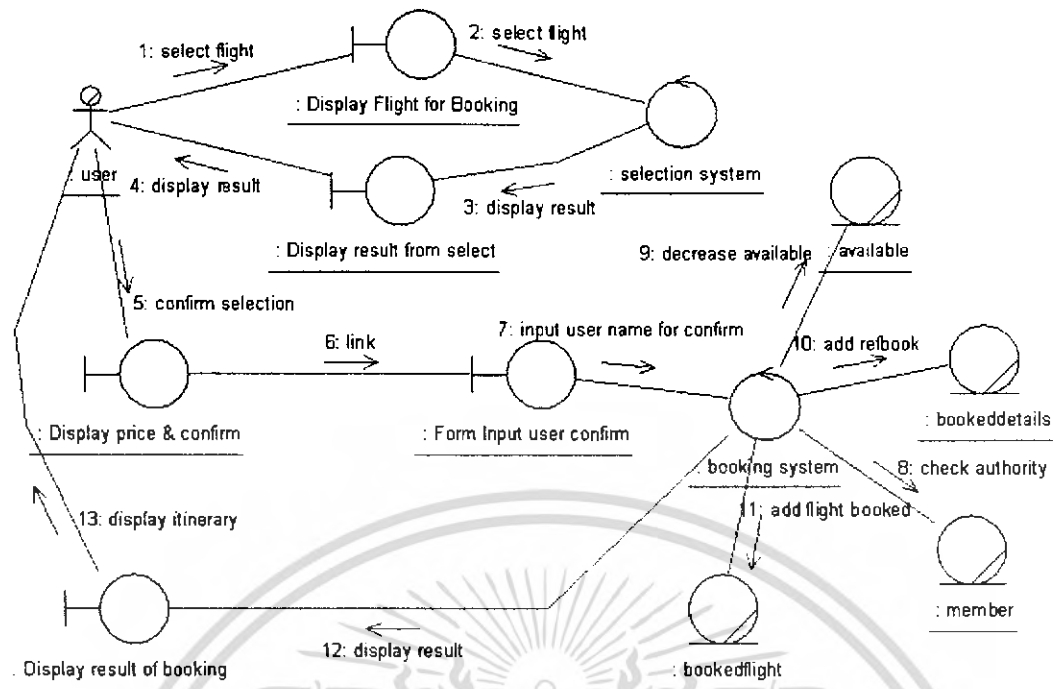 1: select flight
2: select flight
: Display Flight for Booking
: user
4: display result
: selection system
3: display result
: Display result from select
9: decrease available
: available
5: confirm selection
6: link
7: input user name for confirm
10: add refbook
: Display price & confirm
: Form Input user confirm
: bookeddetails
: booking system
8: check authority
11: add flight booked
13: display itinerary
: member
12: display result
: Display result of booking
: bookedflight